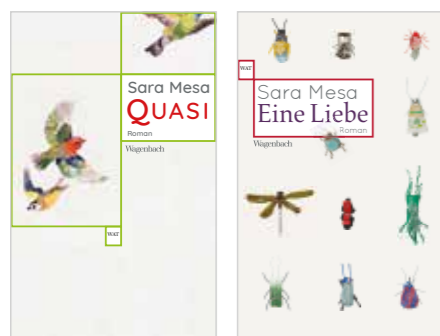 Sara Mesa
QUASI
Roman
Wagenbach
WAT
WAT
Sara Mesa
Eine Liebe
Roman
Wagenbach